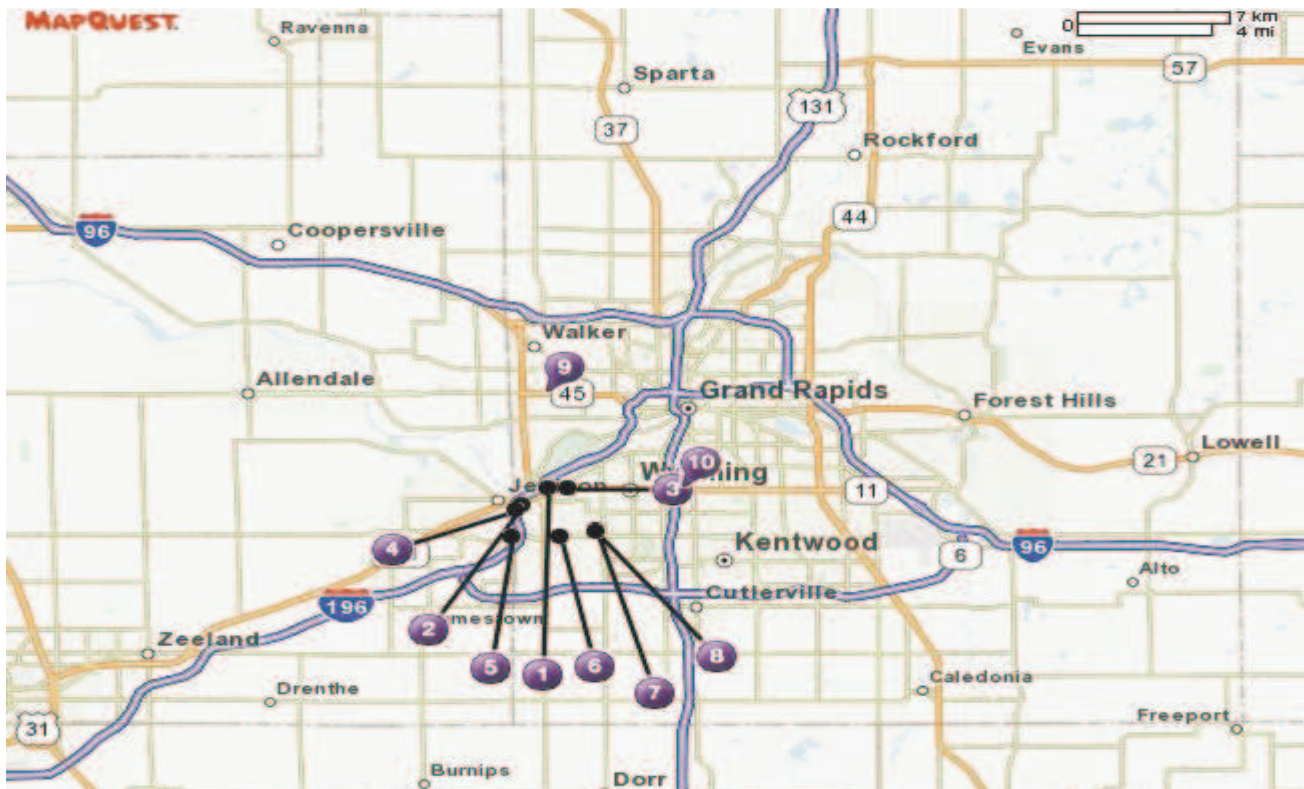 MAPQUEST.
Ravenna
0
7 km
4 mi
Evans
Sparta
57
131
37
Rockford
44
96
Coopersville
Walker
9
Allendale
45
Grand Rapids
Forest Hills
Lowell
21
10
3
11
4
Kentwood
6
96
Alto
196
Cutlerville
2
mestown
Zeeland
5
1
6
7
8
Drenthe
Caledonia
31
Freeport
Burnips
Dorr